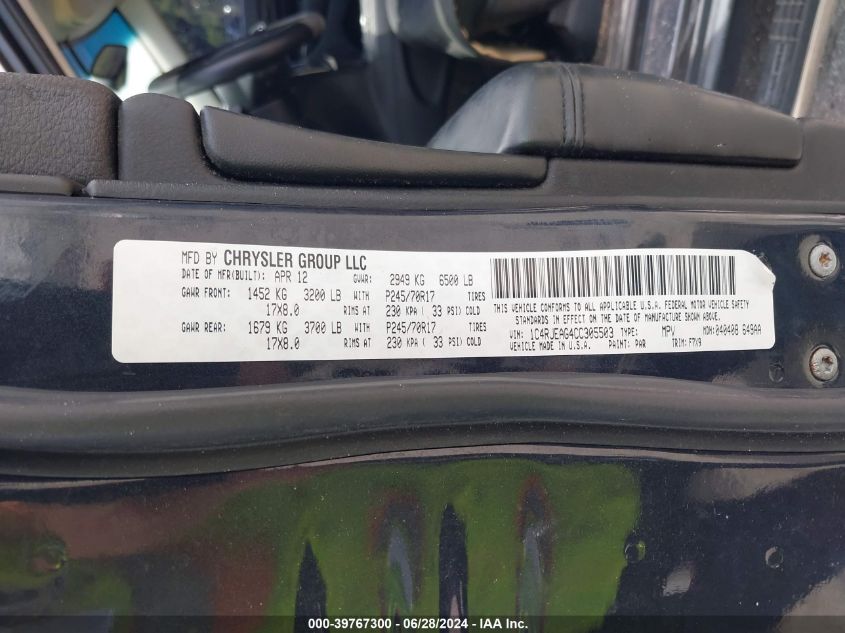 MFD BY CHRYSLER GROUP LLC
DATE OF MFR(BUILT): APR 12 GVWR: 2949 KG 6500 LB
GAWR FRONT: 1452 KG 3200 LB WITH P245/70R17 TIRES
17X8.0 RIMS AT 230 KPA ( 33 PSI) COLD
GAWR REAR: 1679 KG 3700 LB WITH P245/70R17 TIRES
17X8.0 RIMS AT 230 KPA ( 33 PSI) COLD
THIS VEHICLE CONFORMS TO ALL APPLICABLE U.S.A. FEDERAL MOTOR VEHICLE SAFETY
STANDARDS IN EFFECT ON THE DATE OF MANUFACTURE SHOWN ABOVE.
VIN: 1C4RJEAG4CC305503 TYPE: MPV MDH: 040408 649AA
VEHICLE MADE IN U.S.A. PAINT: PAR TRIM: F7X9
000-39767300 / 06/28/2024 - IAA Inc.